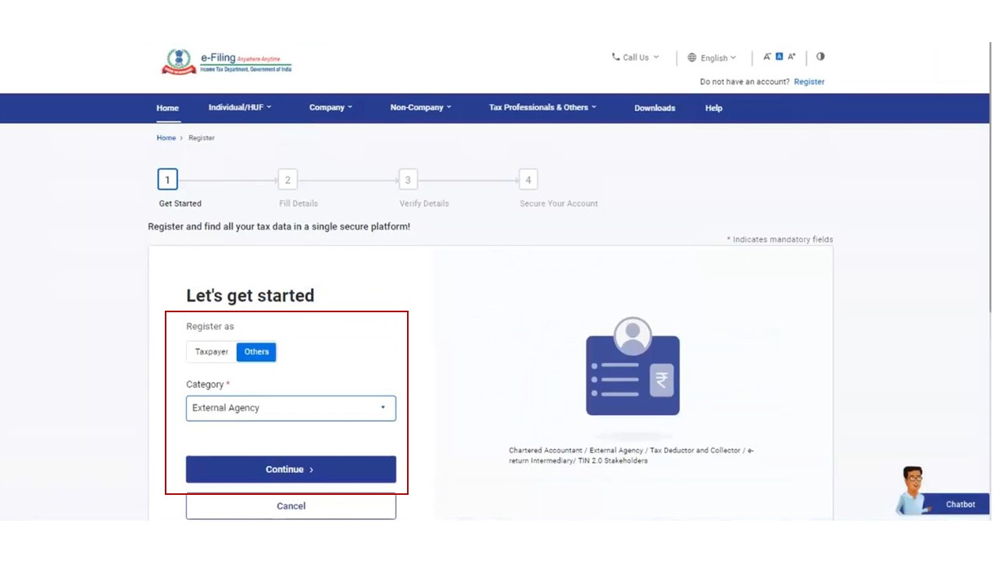 e-Filing Anywhere Anytime
Income Tax Department, Government of India
Call Us
English
A- A A+
Do not have an account? Register
Home Individual/HUF Company Non-Company Tax Professionals & Others Downloads Help
Home > Register
1 2 3 4
Get Started Fill Details Verify Details Secure Your Account
Register and find all your tax data in a single secure platform!
* Indicates mandatory fields
Let's get started
Register as
Taxpayer Others
Category *
External Agency
Continue >
Cancel
₹
Chartered Accountant / External Agency / Tax Deductor and Collector / e-
return Intermediary/ TIN 2.0 Stakeholders
Chatbot